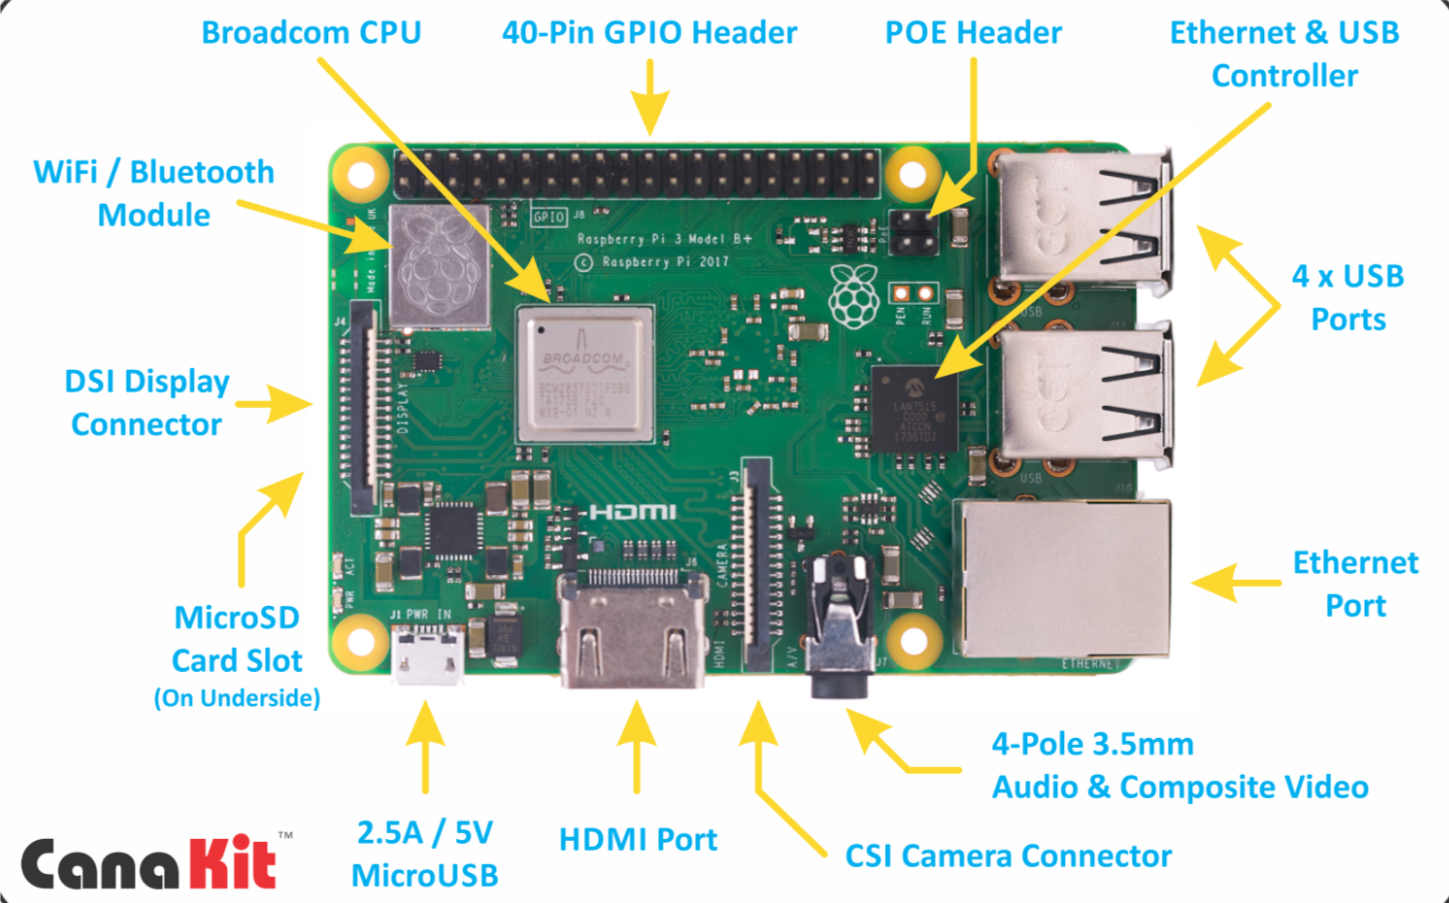 Broadcom CPU
40-Pin GPIO Header
POE Header
Ethernet & USB
Controller
WiFi / Bluetooth
Module
4 x USB
Ports
DSI Display
Connector
MicroSD
Card Slot
(On Underside)
Ethernet
Port
2.5A / 5V
MicroUSB
HDMI Port
CSI Camera Connector
4-Pole 3.5mm
Audio & Composite Video
CanaKit™
GPIO
J8
Raspberry Pi 3 Model B+
© Raspberry Pi 2017
PoE
PEN
RUN
USB
USB
J4
DISPLAY
BROADCOM
LAN7515
ATCCN
HDMI
J3
CAMERA
J6
ACT
PWR
J1 PWR IN
HDMI
A/V
J7
ETHERNET